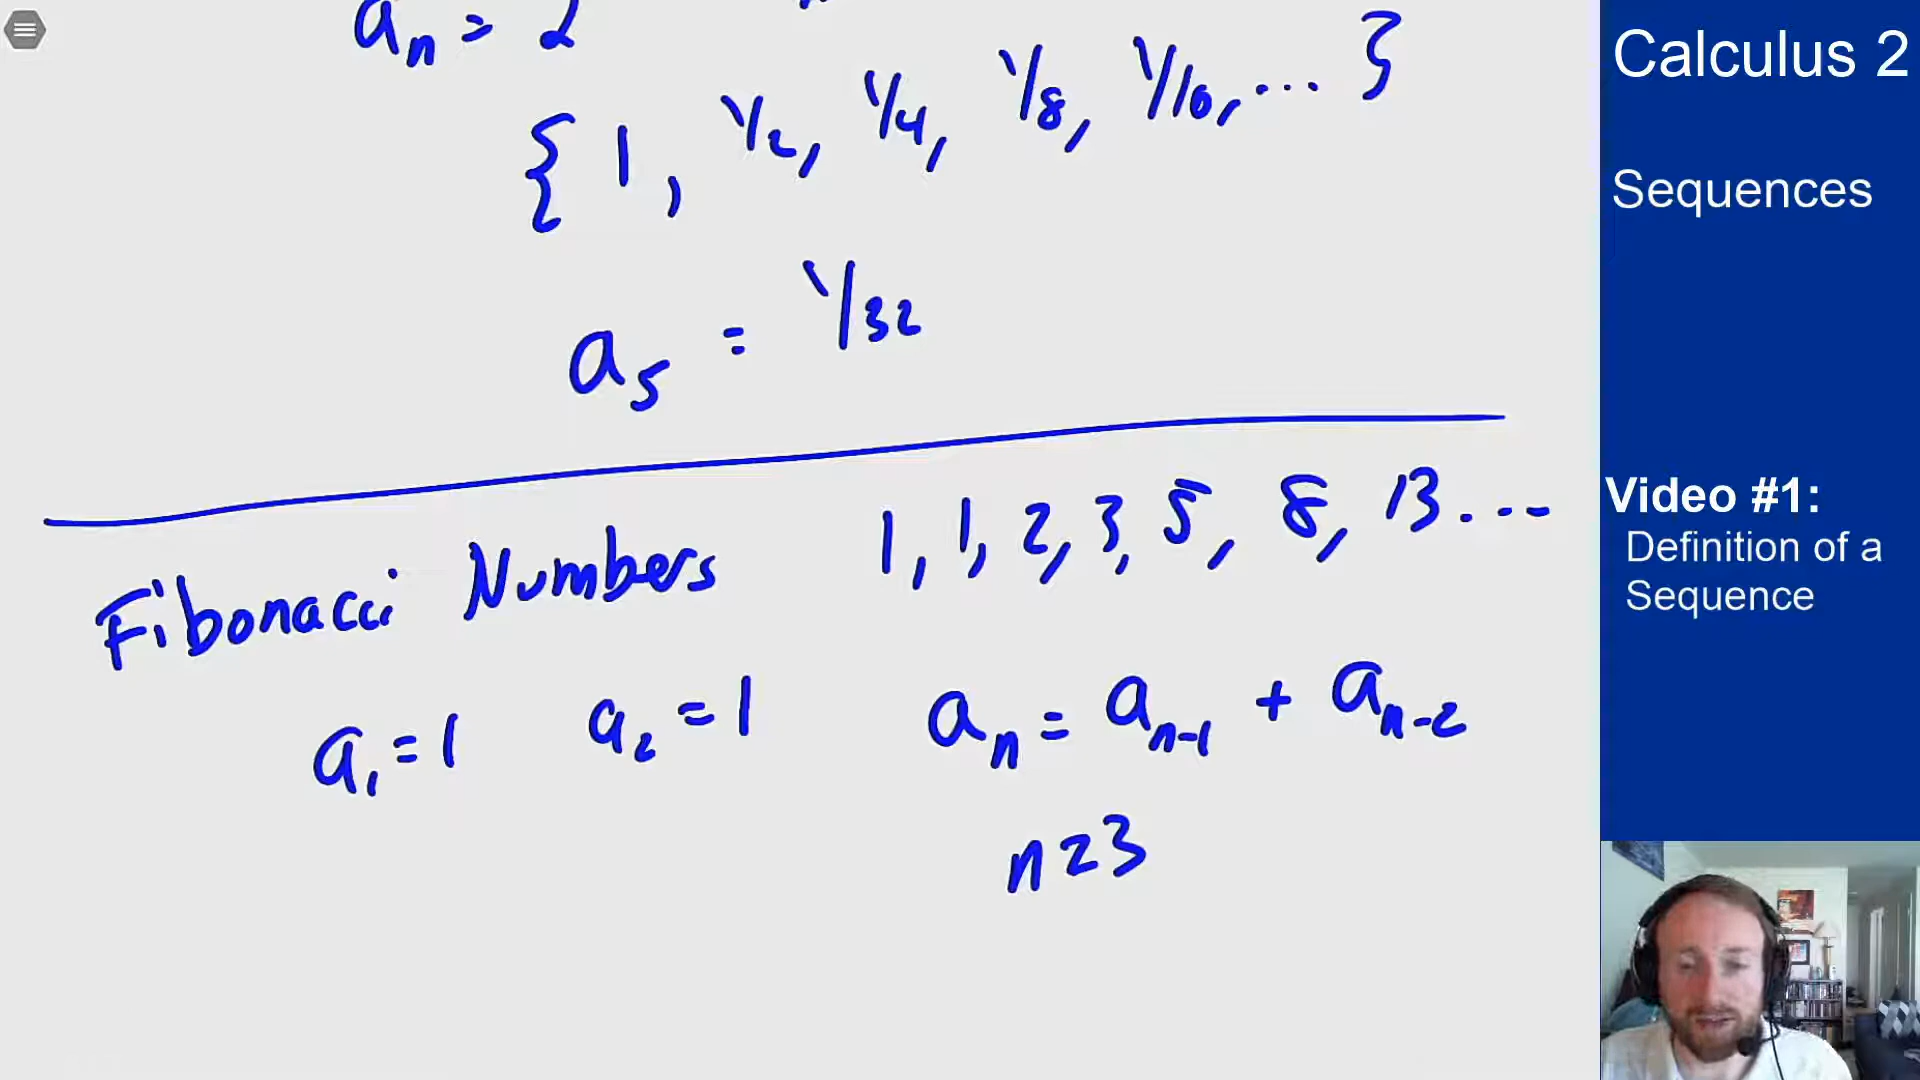 aₙ = 2
{ 1, 1/2, 1/4, 1/8, 1/16, ... }
a₅ = 1/32
Fibonacci Numbers 1, 1, 2, 3, 5, 8, 13 ...
a₁ = 1 a₂ = 1 aₙ = aₙ₋₁ + aₙ₋₂
n ≥ 3
Calculus 2
Sequences
Video #1:
Definition of a
Sequence